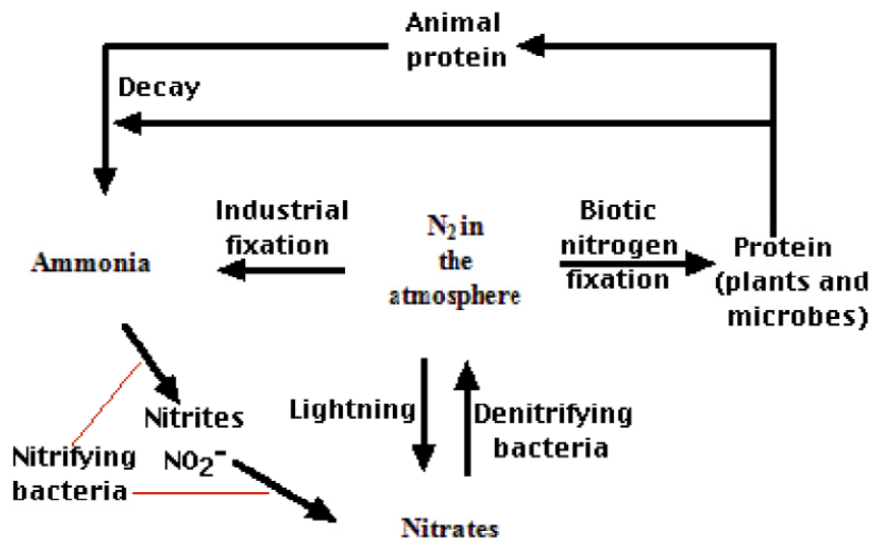 Animal
protein
Decay
Industrial
fixation
N₂ in
the
atmosphere
Biotic
nitrogen
fixation
Protein
(plants and
microbes)
Ammonia
Nitrites
NO₂⁻
Lightning
Denitrifying
bacteria
Nitrifying
bacteria
Nitrates